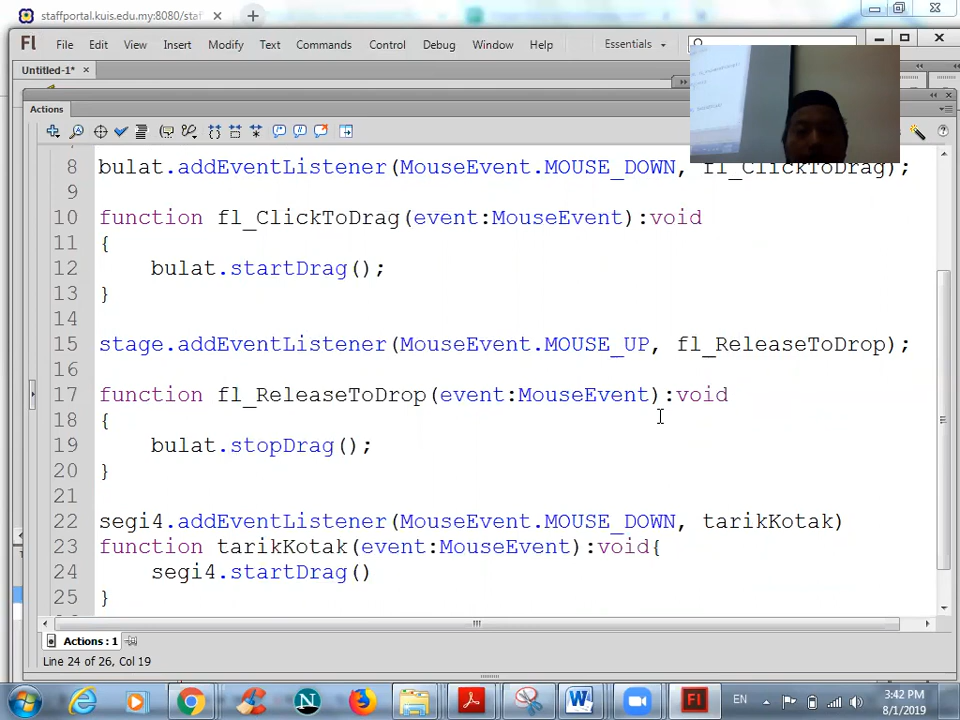 staffportal.kuis.edu.my:8080/staf
Fl File Edit View Insert Modify Text Commands Control Debug Window Help Essentials
Untitled-1*
Actions
8 bulat.addEventListener(MouseEvent.MOUSE_DOWN, fl_ClickToDrag);
9
10 function fl_ClickToDrag(event:MouseEvent):void
11 {
12 bulat.startDrag();
13 }
14
15 stage.addEventListener(MouseEvent.MOUSE_UP, fl_ReleaseToDrop);
16
17 function fl_ReleaseToDrop(event:MouseEvent):void
18 {
19 bulat.stopDrag();
20 }
21
22 segi4.addEventListener(MouseEvent.MOUSE_DOWN, tarikKotak)
23 function tarikKotak(event:MouseEvent):void{
24 segi4.startDrag()
25 }
Actions : 1
Line 24 of 26, Col 19
EN
3:42 PM
8/1/2019